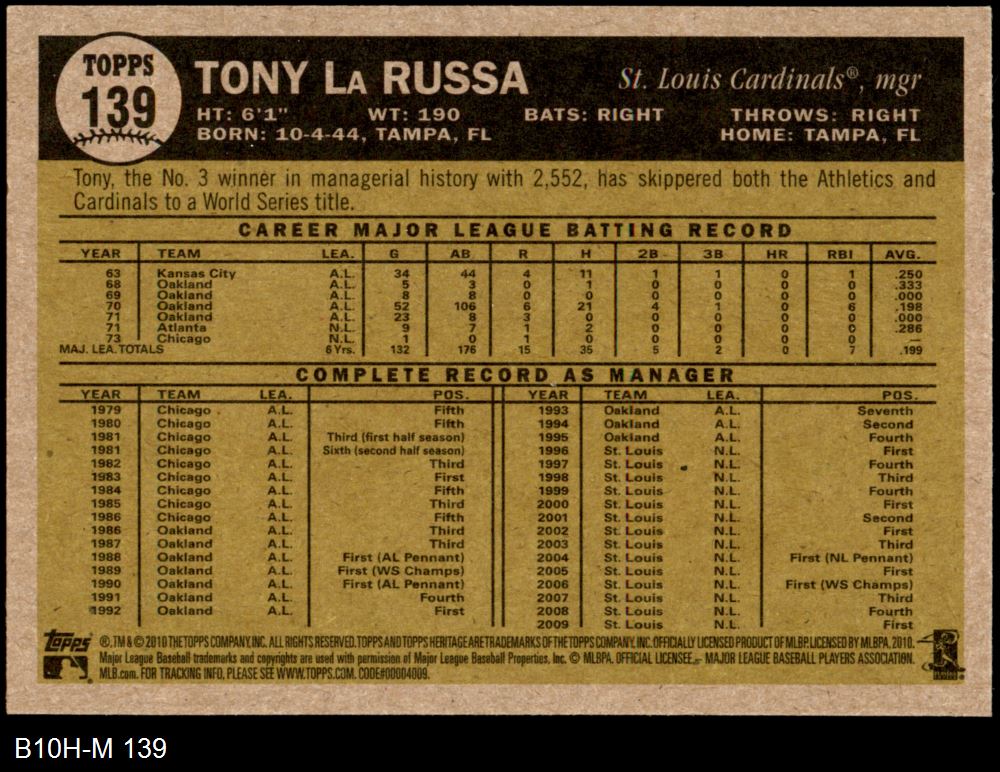 TOPPS
139
TONY LA RUSSA
St. Louis Cardinals®, mgr
HT: 6'1" WT: 190 BATS: RIGHT THROWS: RIGHT
BORN: 10-4-44, TAMPA, FL HOME: TAMPA, FL
Tony, the No. 3 winner in managerial history with 2,552, has skippered both the Athletics and
Cardinals to a World Series title.
CAREER MAJOR LEAGUE BATTING RECORD
YEAR TEAM LEA. G AB R H 2B 3B HR RBI AVG.
63 Kansas City A.L. 34 44 4 11 1 1 0 1 .250
68 Oakland A.L. 5 3 0 1 0 0 0 0 .333
69 Oakland A.L. 8 8 0 0 0 0 0 0 .000
70 Oakland A.L. 52 106 6 21 4 1 0 6 .198
71 Oakland A.L. 23 8 3 0 0 0 0 0 .000
71 Atlanta N.L. 9 7 1 2 0 0 0 0 .286
73 Chicago N.L. 1 0 1 0 0 0 0 0 —
MAJ. LEA. TOTALS 6 Yrs. 132 176 15 35 5 2 0 7 .199
COMPLETE RECORD AS MANAGER
YEAR TEAM LEA. POS. YEAR TEAM LEA. POS.
1979 Chicago A.L. Fifth 1993 Oakland A.L. Seventh
1980 Chicago A.L. Fifth 1994 Oakland A.L. Second
1981 Chicago A.L. Third (first half season) 1995 Oakland A.L. Fourth
1981 Chicago A.L. Sixth (second half season) 1996 St. Louis N.L. First
1982 Chicago A.L. Third 1997 St. Louis N.L. Fourth
1983 Chicago A.L. First 1998 St. Louis N.L. Third
1984 Chicago A.L. Fifth 1999 St. Louis N.L. Fourth
1985 Chicago A.L. Third 2000 St. Louis N.L. First
1986 Chicago A.L. Fifth 2001 St. Louis N.L. Second
1986 Oakland A.L. Third 2002 St. Louis N.L. First
1987 Oakland A.L. Third 2003 St. Louis N.L. Third
1988 Oakland A.L. First (AL Pennant) 2004 St. Louis N.L. First (NL Pennant)
1989 Oakland A.L. First (WS Champs) 2005 St. Louis N.L. First
1990 Oakland A.L. First (AL Pennant) 2006 St. Louis N.L. First (WS Champs)
1991 Oakland A.L. Fourth 2007 St. Louis N.L. Third
1992 Oakland A.L. First 2008 St. Louis N.L. Fourth
2009 St. Louis N.L. First
Topps ®, TM & © 2010 THE TOPPS COMPANY, INC. ALL RIGHTS RESERVED. TOPPS AND TOPPS HERITAGE ARE TRADEMARKS OF THE TOPPS COMPANY, INC. OFFICIALLY LICENSED PRODUCT OF MLBP. LICENSED BY MLBPA, 2010.
Major League Baseball trademarks and copyrights are used with permission of Major League Baseball Properties, Inc. © MLBPA. OFFICIAL LICENSEE - MAJOR LEAGUE BASEBALL PLAYERS ASSOCIATION.
MLB.com. FOR TRACKING INFO, PLEASE SEE WWW.TOPPS.COM. CODE#00004009.
B10H-M 139